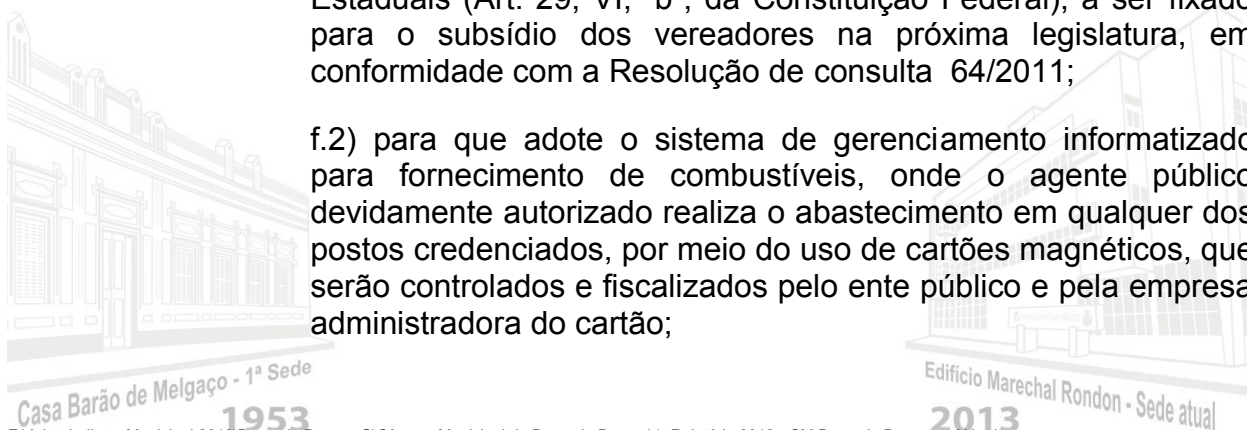 Estaduais (Art. 29, VI, "b", da Constituição Federal), a ser fixado
para o subsídio dos vereadores na próxima legislatura, em
conformidade com a Resolução de consulta 64/2011;
f.2) para que adote o sistema de gerenciamento informatizado
para fornecimento de combustíveis, onde o agente público
devidamente autorizado realiza o abastecimento em qualquer dos
postos credenciados, por meio do uso de cartões magnéticos, que
serão controlados e fiscalizados pelo ente público e pela empresa
administradora do cartão;
Casa Barão de Melgaço - 1ª Sede
1953
Edifício Marechal Rondon - Sede atual
2013